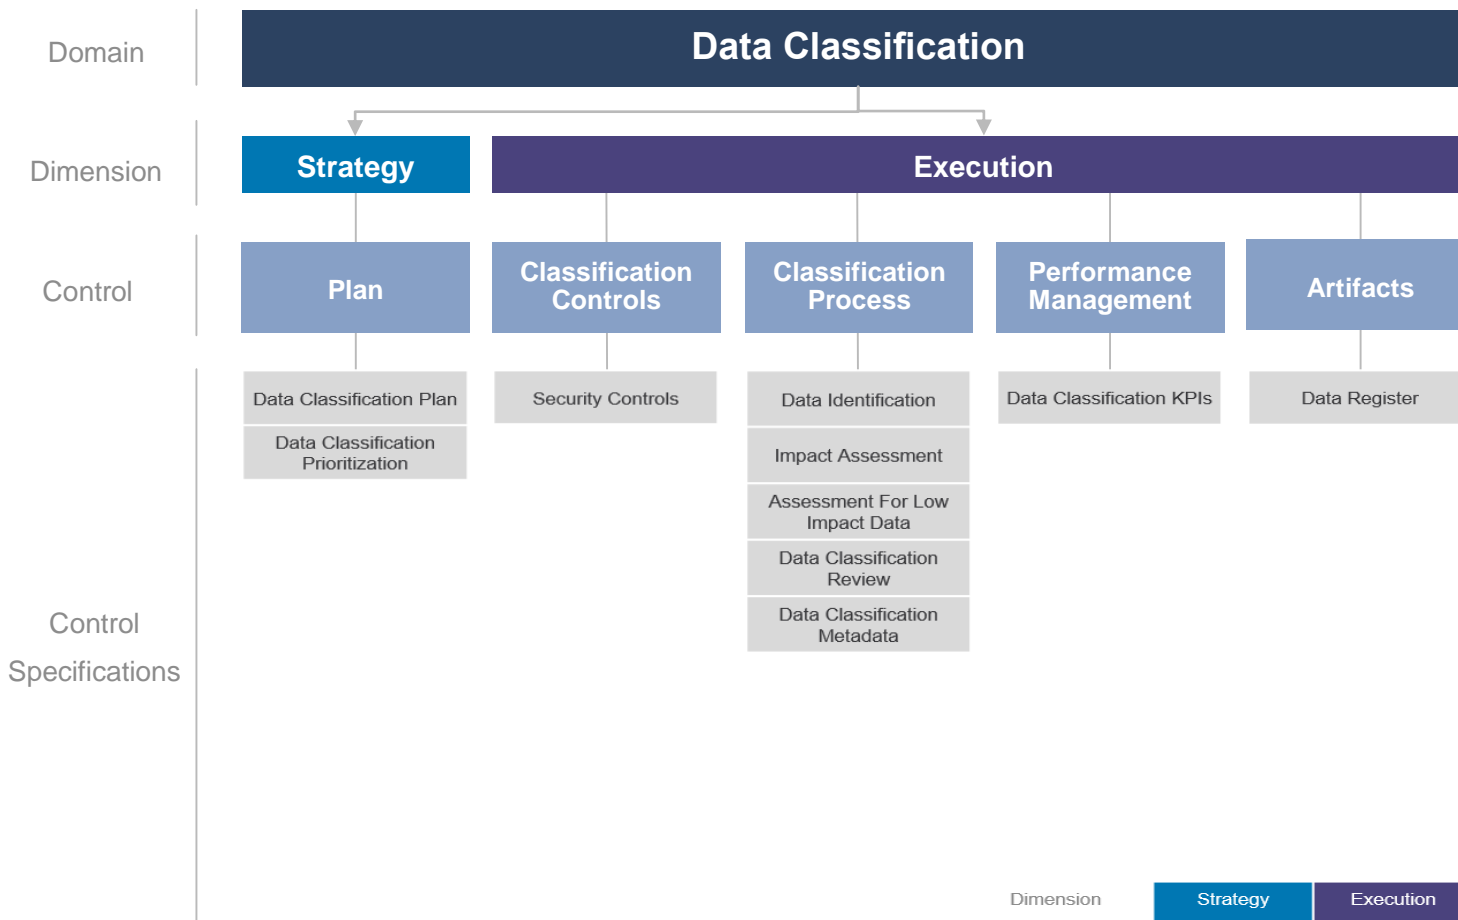 Domain
Data Classification
Dimension
Strategy
Execution
Control
Plan
Classification
Controls
Classification
Process
Performance
Management
Artifacts
Control
Specifications
Data Classification Plan
Data Classification
Prioritization
Security Controls
Data Identification
Impact Assessment
Assessment For Low
Impact Data
Data Classification
Review
Data Classification
Metadata
Data Classification KPIs
Data Register
Dimension
Strategy
Execution